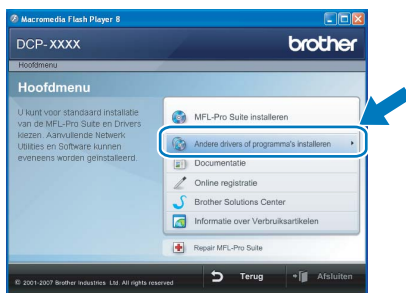 Macromedia Flash Player 8
DCP-XXXX
brother
Hoofdmenu
Hoofdmenu
U kunt voor standaard installatie
van de MFL-Pro Suite en Drivers
kiezen. Aanvullende Netwerk
Utilities en Software kunnen
eveneens worden geïnstalleerd.
MFL-Pro Suite installeren
Andere drivers of programma's installeren
Documentatie
Online registratie
Brother Solutions Center
Informatie over Verbruiksartikelen
Repair MFL-Pro Suite
© 2001-2007 Brother Industries Ltd. All rights reserved
Terug
Afsluiten